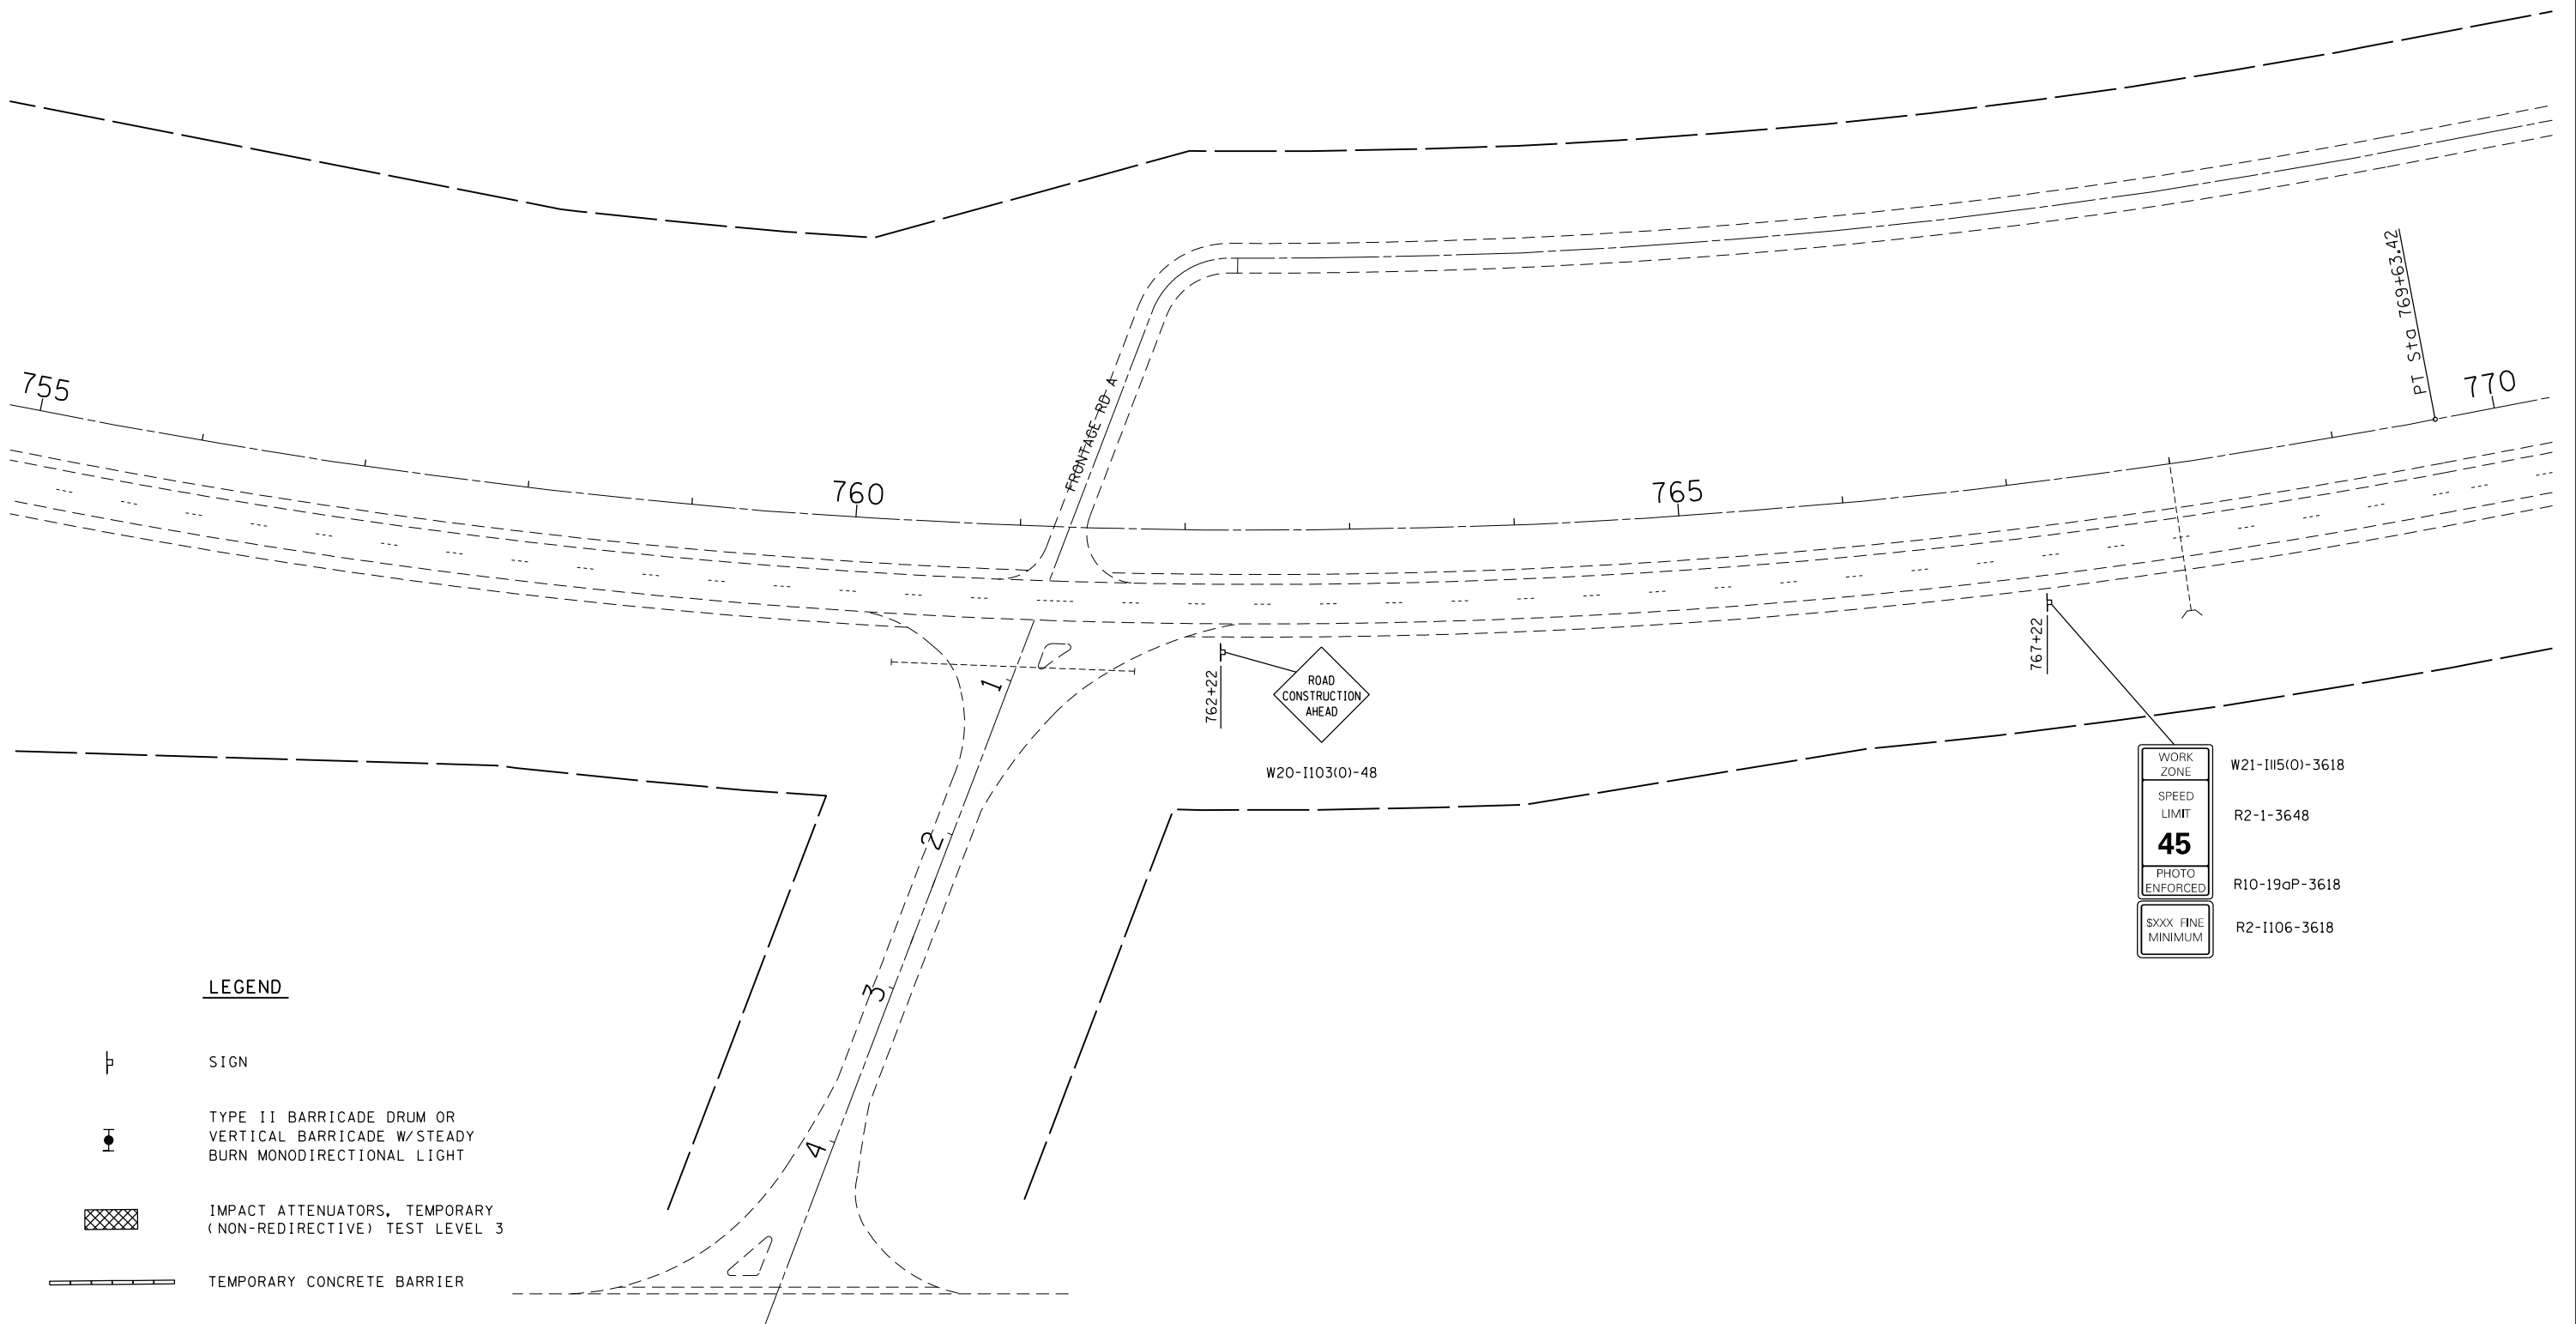 755
760
765
770
PT Sta 769+63.42
FRONTAGE RD A
1
2
3
4
762+22
ROAD
CONSTRUCTION
AHEAD
W20-I103(O)-48
767+22
WORK
ZONE
W21-I115(O)-3618
SPEED
LIMIT
45
R2-1-3648
PHOTO
ENFORCED
R10-19aP-3618
$XXX FINE
MINIMUM
R2-I106-3618
LEGEND
SIGN
TYPE II BARRICADE DRUM OR
VERTICAL BARRICADE W/STEADY
BURN MONODIRECTIONAL LIGHT
IMPACT ATTENUATORS, TEMPORARY
(NON-REDIRECTIVE) TEST LEVEL 3
TEMPORARY CONCRETE BARRIER